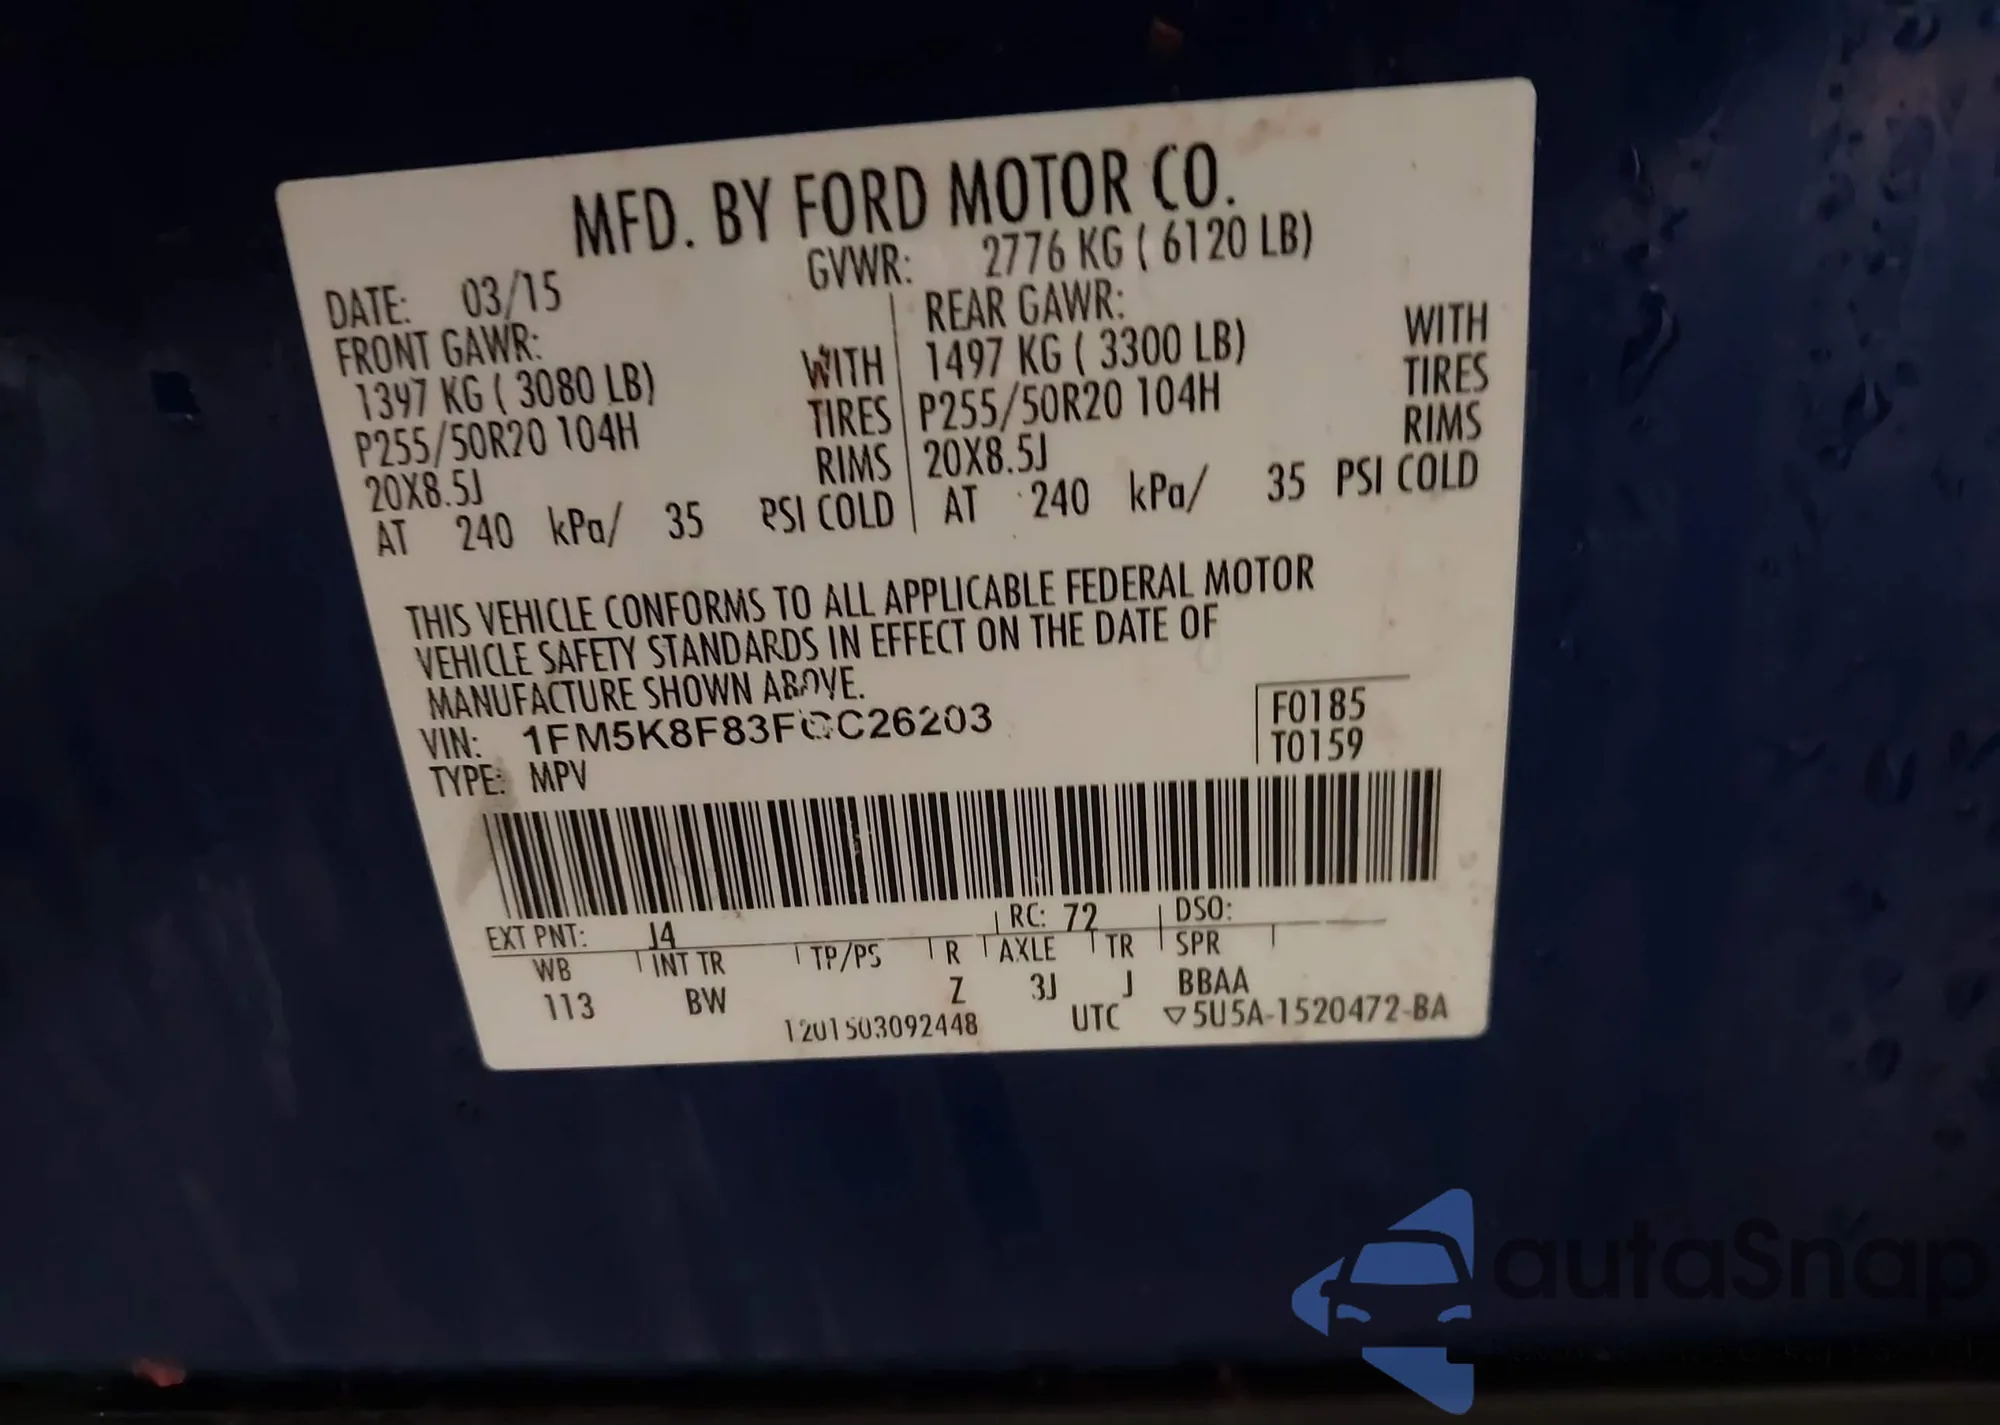 MFD. BY FORD MOTOR CO.
DATE: 03/15 GVWR: 2776 KG ( 6120 LB)
FRONT GAWR: REAR GAWR:
1397 KG ( 3080 LB) WITH 1497 KG ( 3300 LB) WITH
P255/50R20 104H TIRES P255/50R20 104H TIRES
20X8.5J RIMS 20X8.5J RIMS
AT 240 kPa/ 35 PSI COLD AT 240 kPa/ 35 PSI COLD
THIS VEHICLE CONFORMS TO ALL APPLICABLE FEDERAL MOTOR
VEHICLE SAFETY STANDARDS IN EFFECT ON THE DATE OF
MANUFACTURE SHOWN ABOVE.
VIN: 1FM5K8F83FGC26203
F0185
TYPE: MPV
T0159
EXT PNT: J4 RC: 72 DSO:
WB INT TR TP/PS R AXLE TR SPR
113 BW Z 3J J BBAA
1201503092448 UTC ▽5U5A-1520472-BA
autaSnap